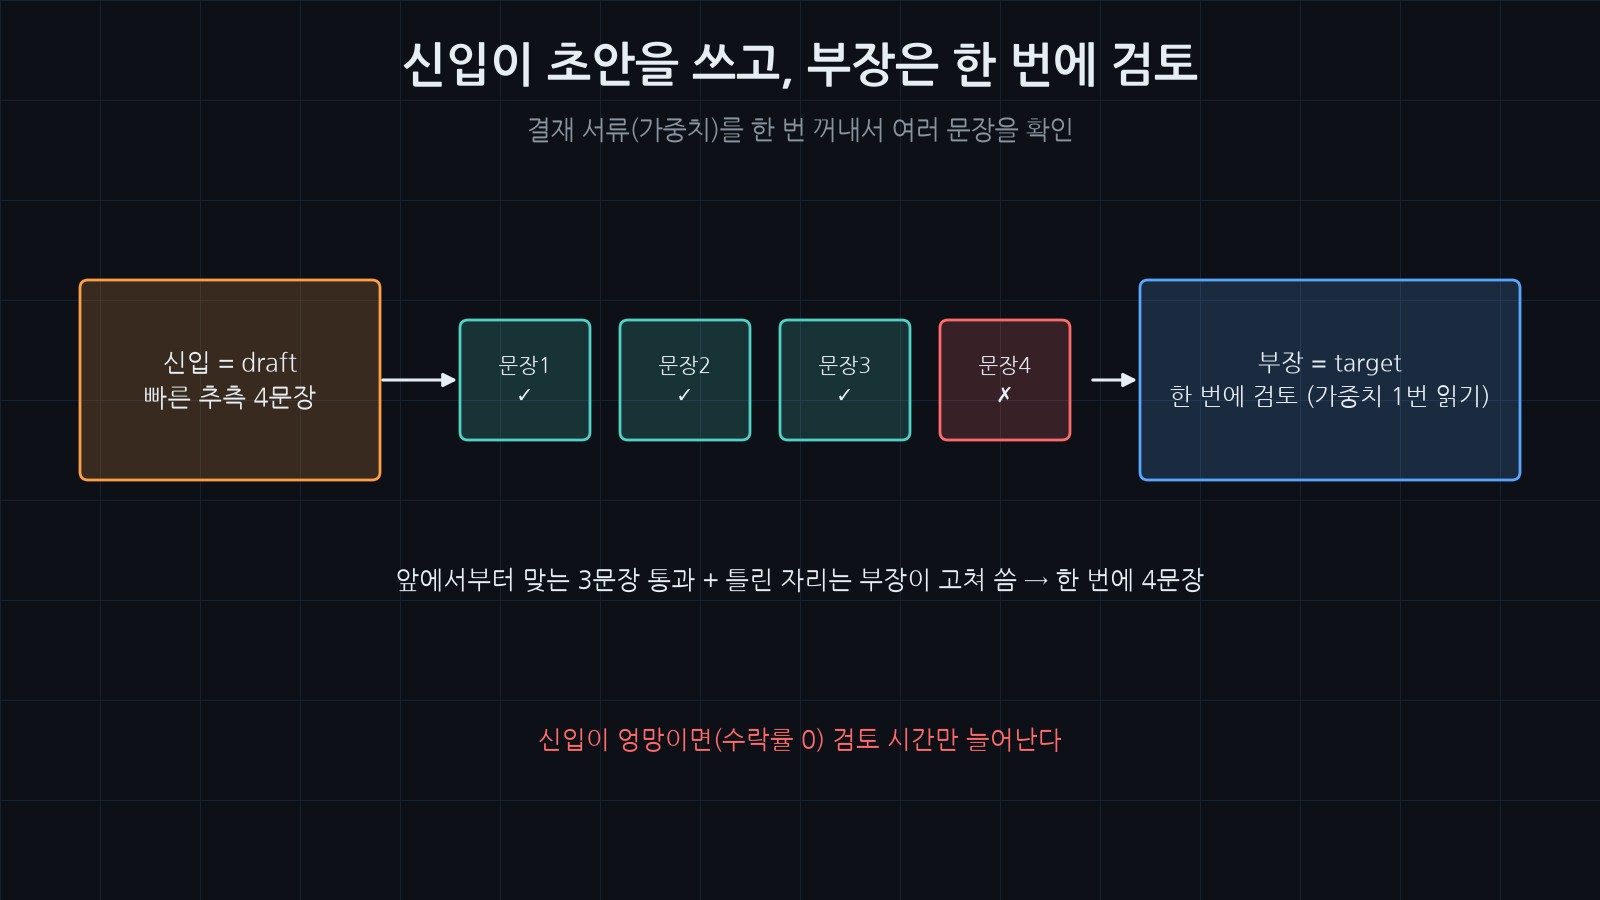 신입이 초안을 쓰고, 부장은 한 번에 검토
결재 서류(가중치)를 한 번 꺼내서 여러 문장을 확인
신입 = draft
빠른 추측 4문장
문장1
✓
문장2
✓
문장3
✓
문장4
✗
부장 = target
한 번에 검토 (가중치 1번 읽기)
앞에서부터 맞는 3문장 통과 + 틀린 자리는 부장이 고쳐 씀 → 한 번에 4문장
신입이 엉망이면(수락률 0) 검토 시간만 늘어난다